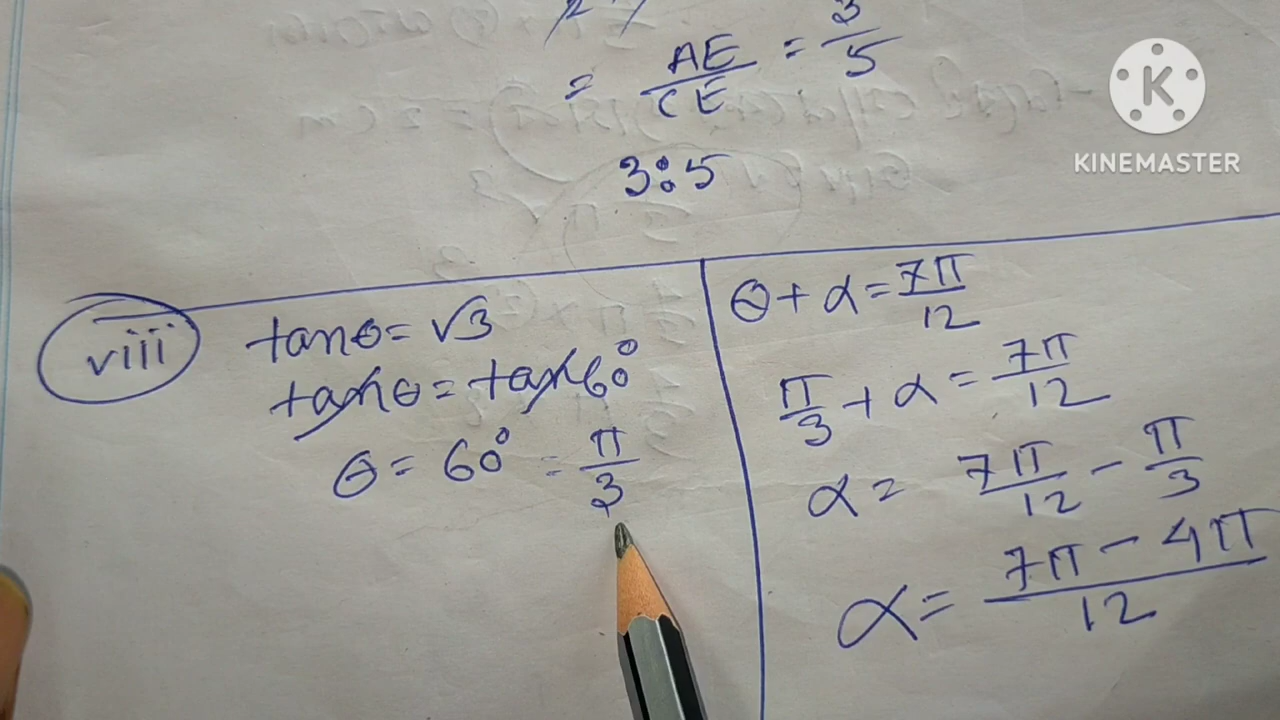 = AE/CE = 3/5
3:5
viii
tanθ = √3
tanθ = tan60°
θ = 60° = π/3
θ + α = 7π/12
π/3 + α = 7π/12
α = 7π/12 - π/3
α = 7π - 4π/12
K
KINEMASTER